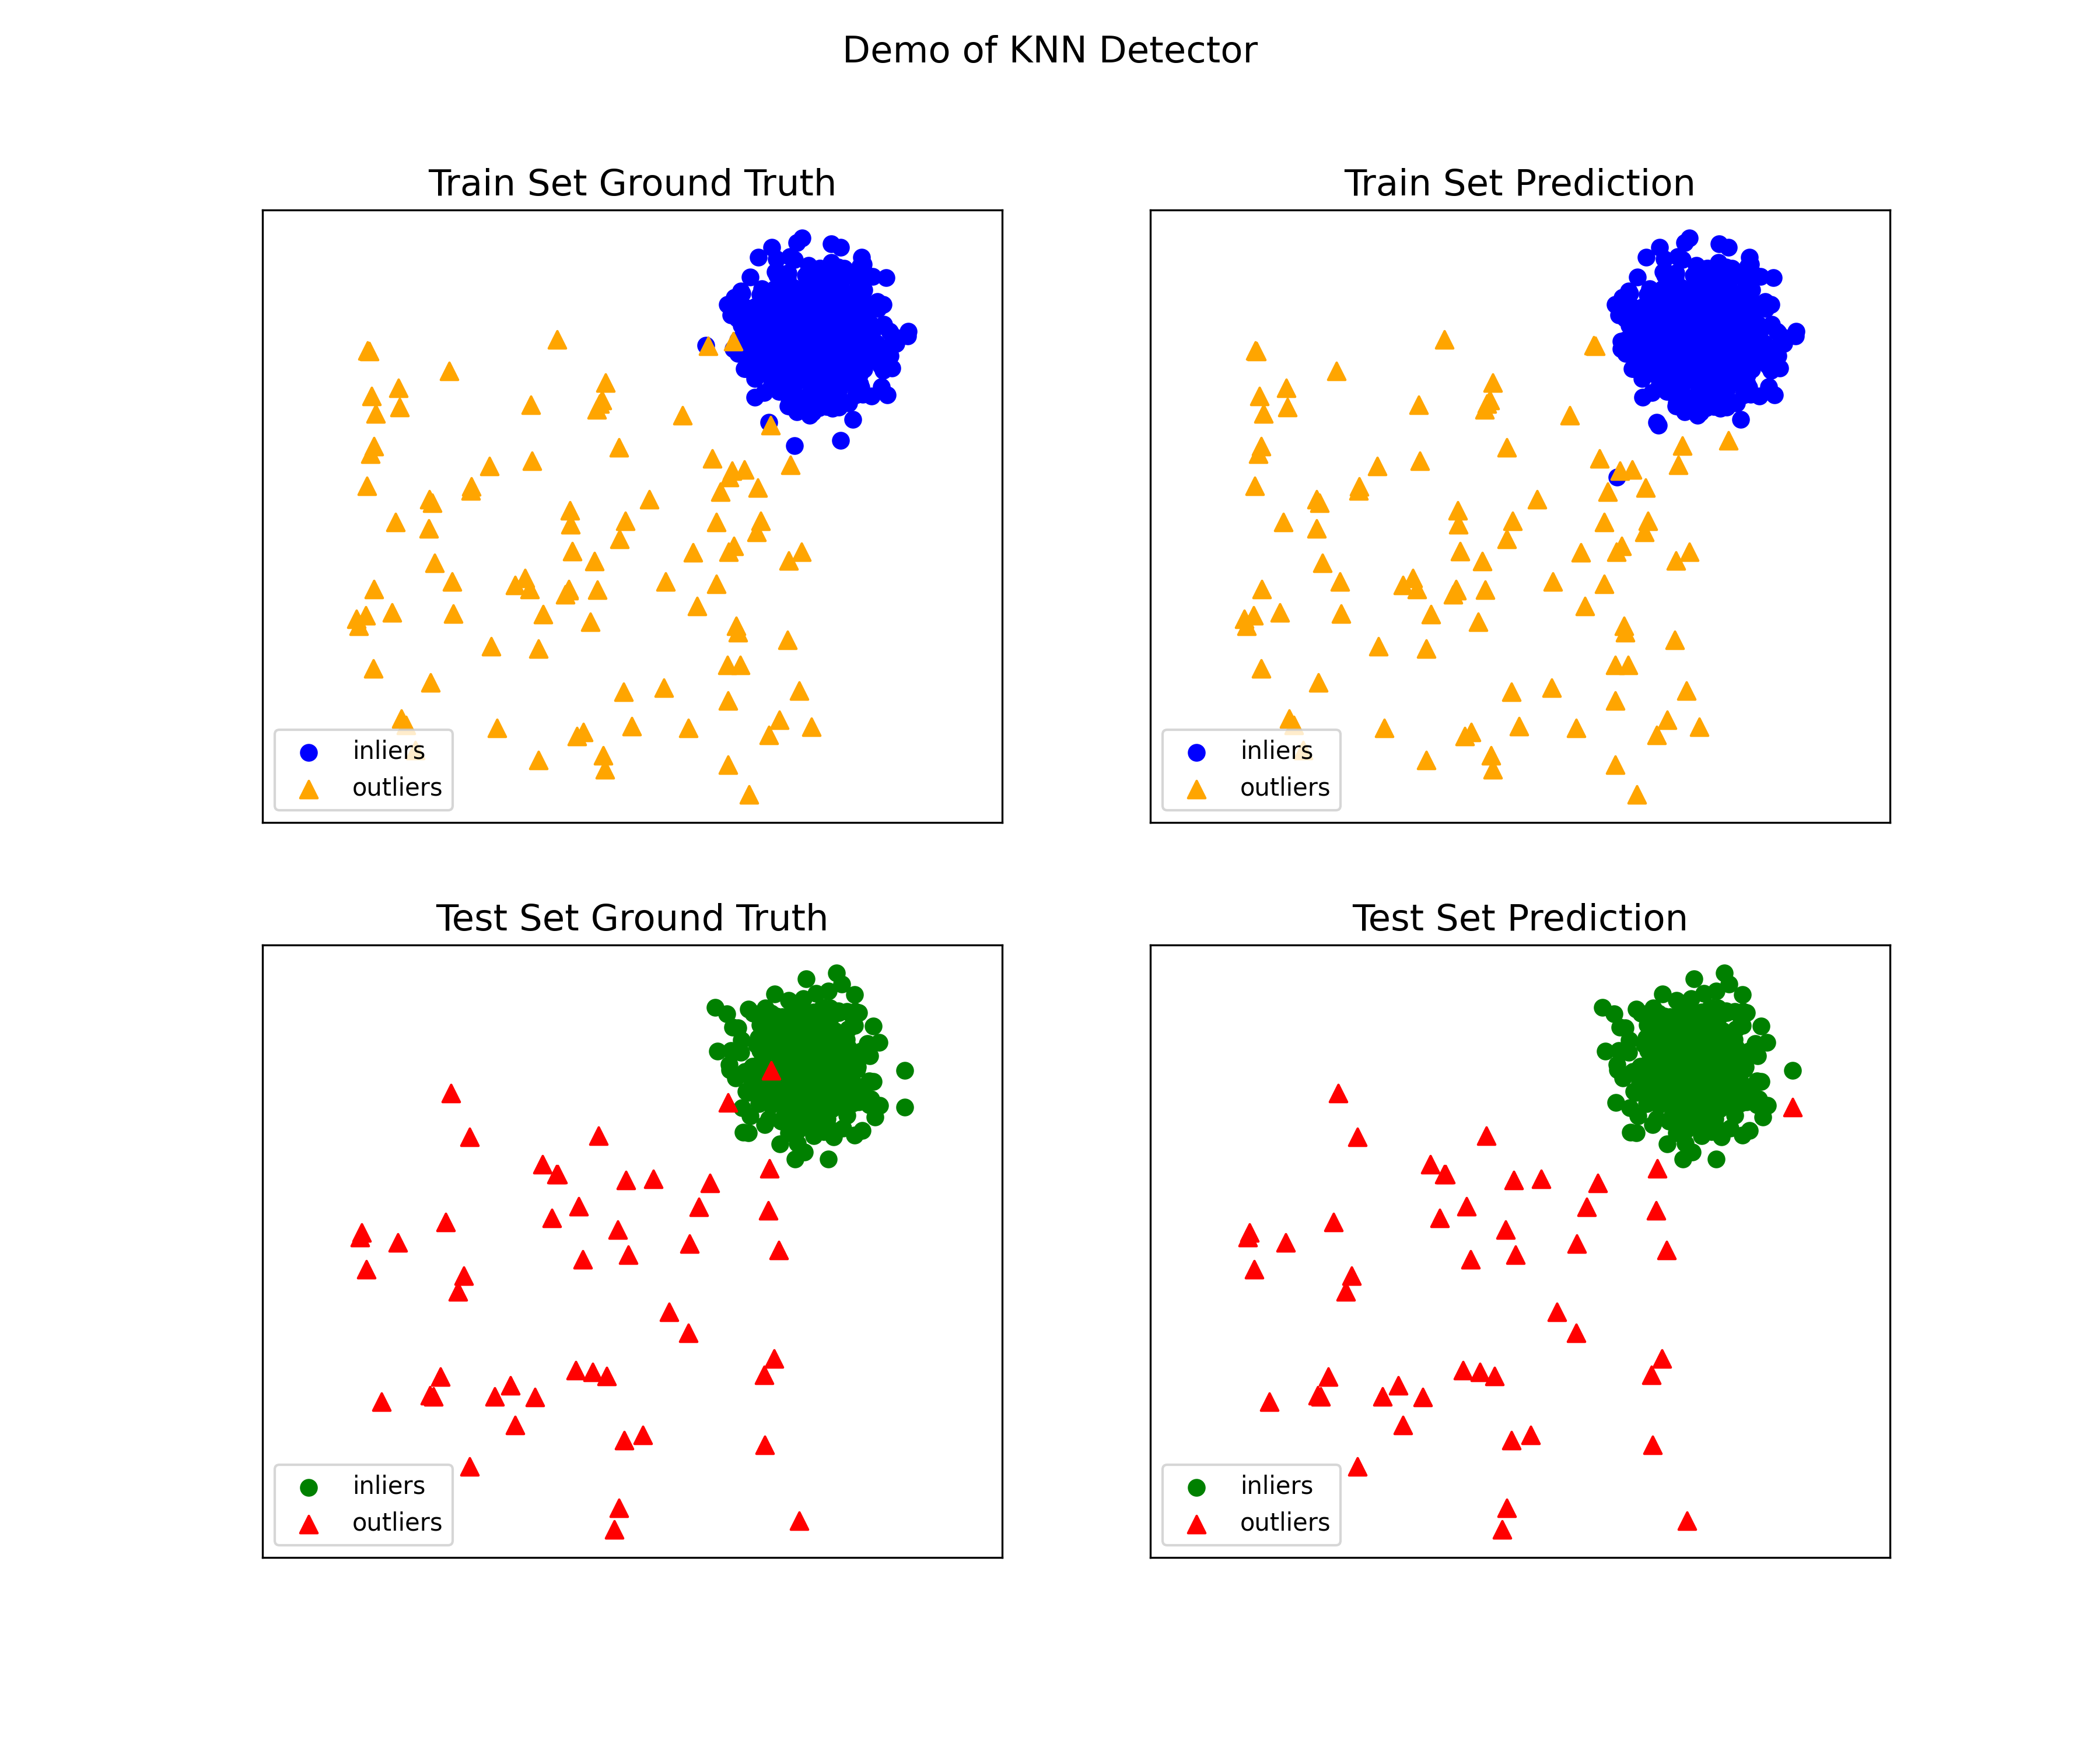 Demo of KNN Detector
Train Set Ground Truth
Train Set Prediction
inliers
outliers
inliers
outliers
Test Set Ground Truth
Test Set Prediction
inliers
outliers
inliers
outliers